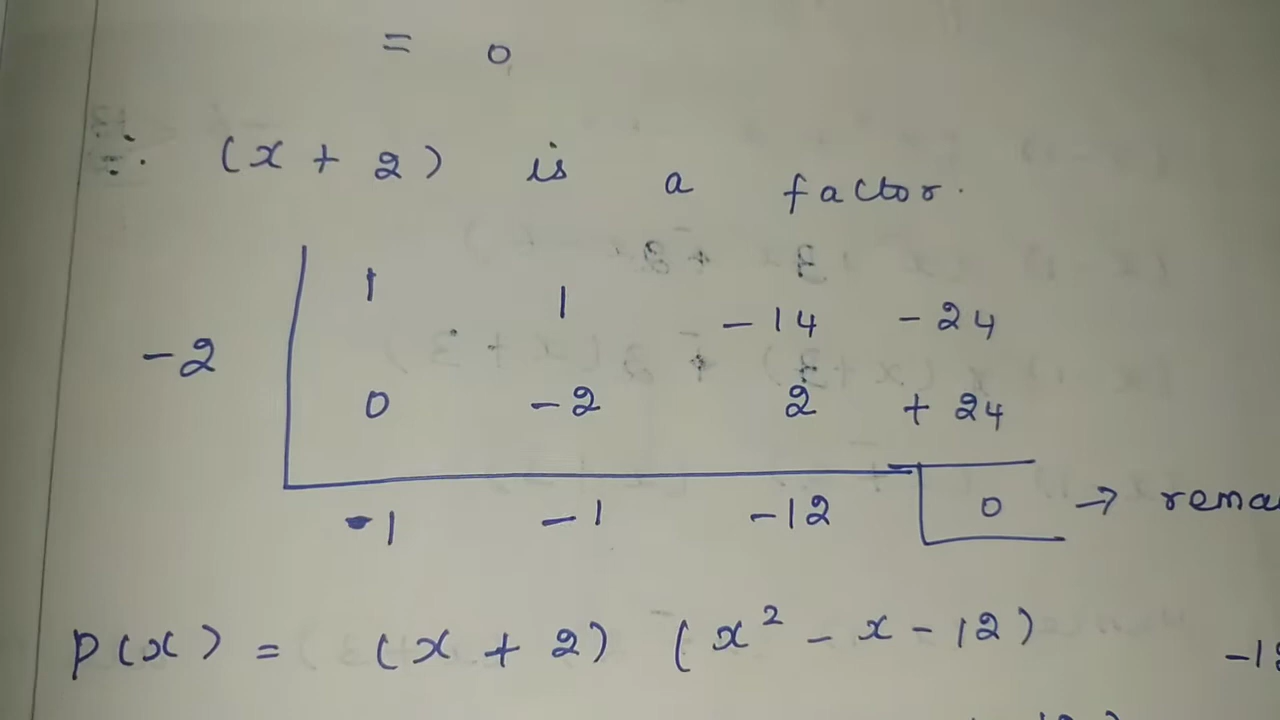 = 0
∴ (x + 2) is a factor.
1 1 -14 -24
-2
0 -2 2 + 24
-1 -1 -12 0 →
P(x) = (x + 2) (x² - x - 12)